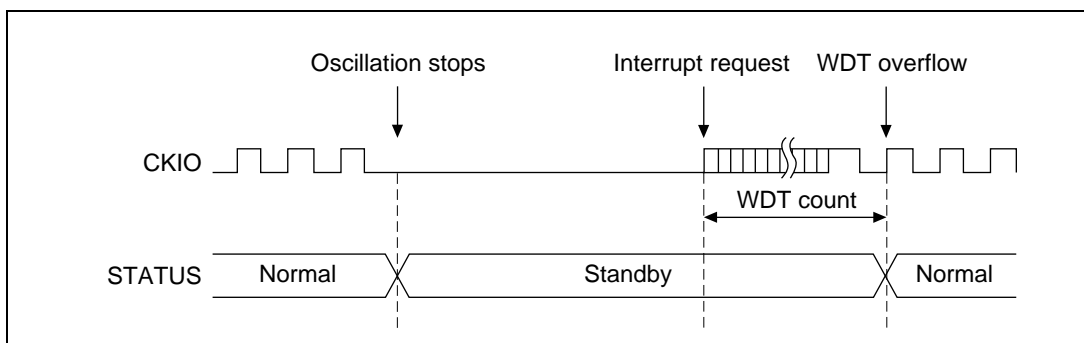 Oscillation stops Interrupt request WDT overflow
CKIO
WDT count
STATUS Normal Standby Normal